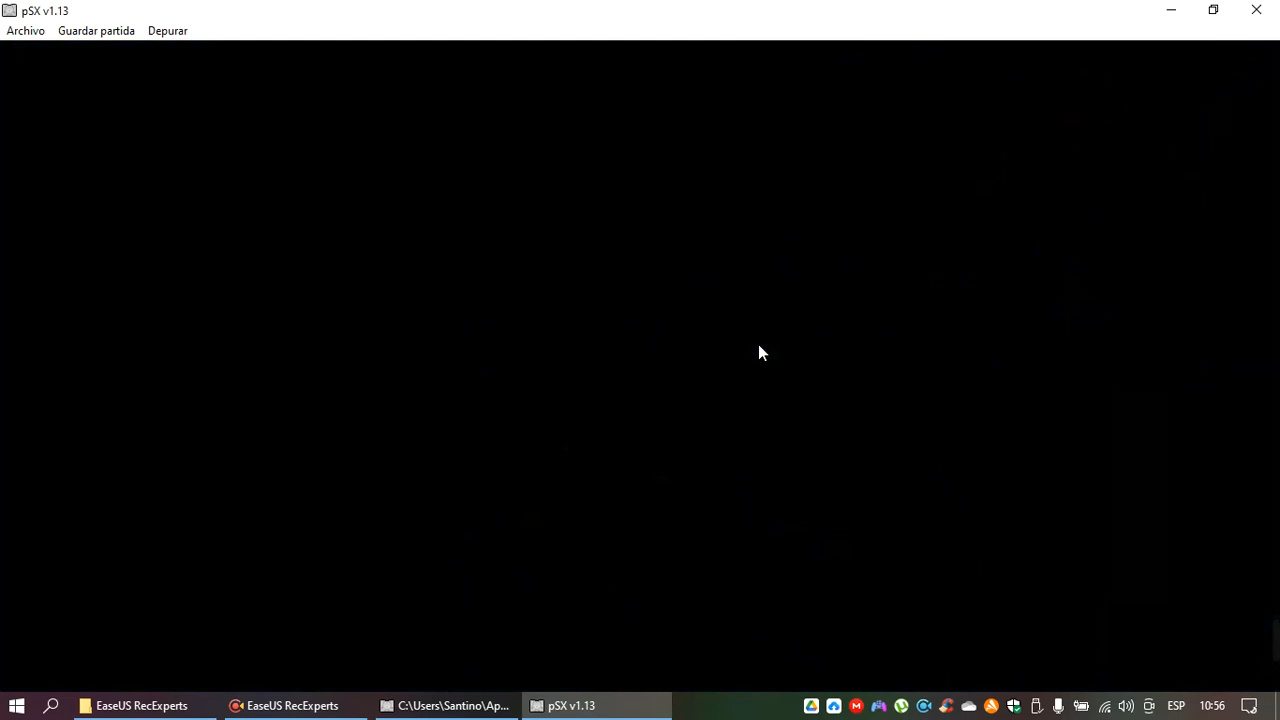 pSX v1.13
Archivo Guardar partida Depurar
EaseUS RecExperts EaseUS RecExperts C:\Users\Santino\Ap... pSX v1.13 ESP 10:56